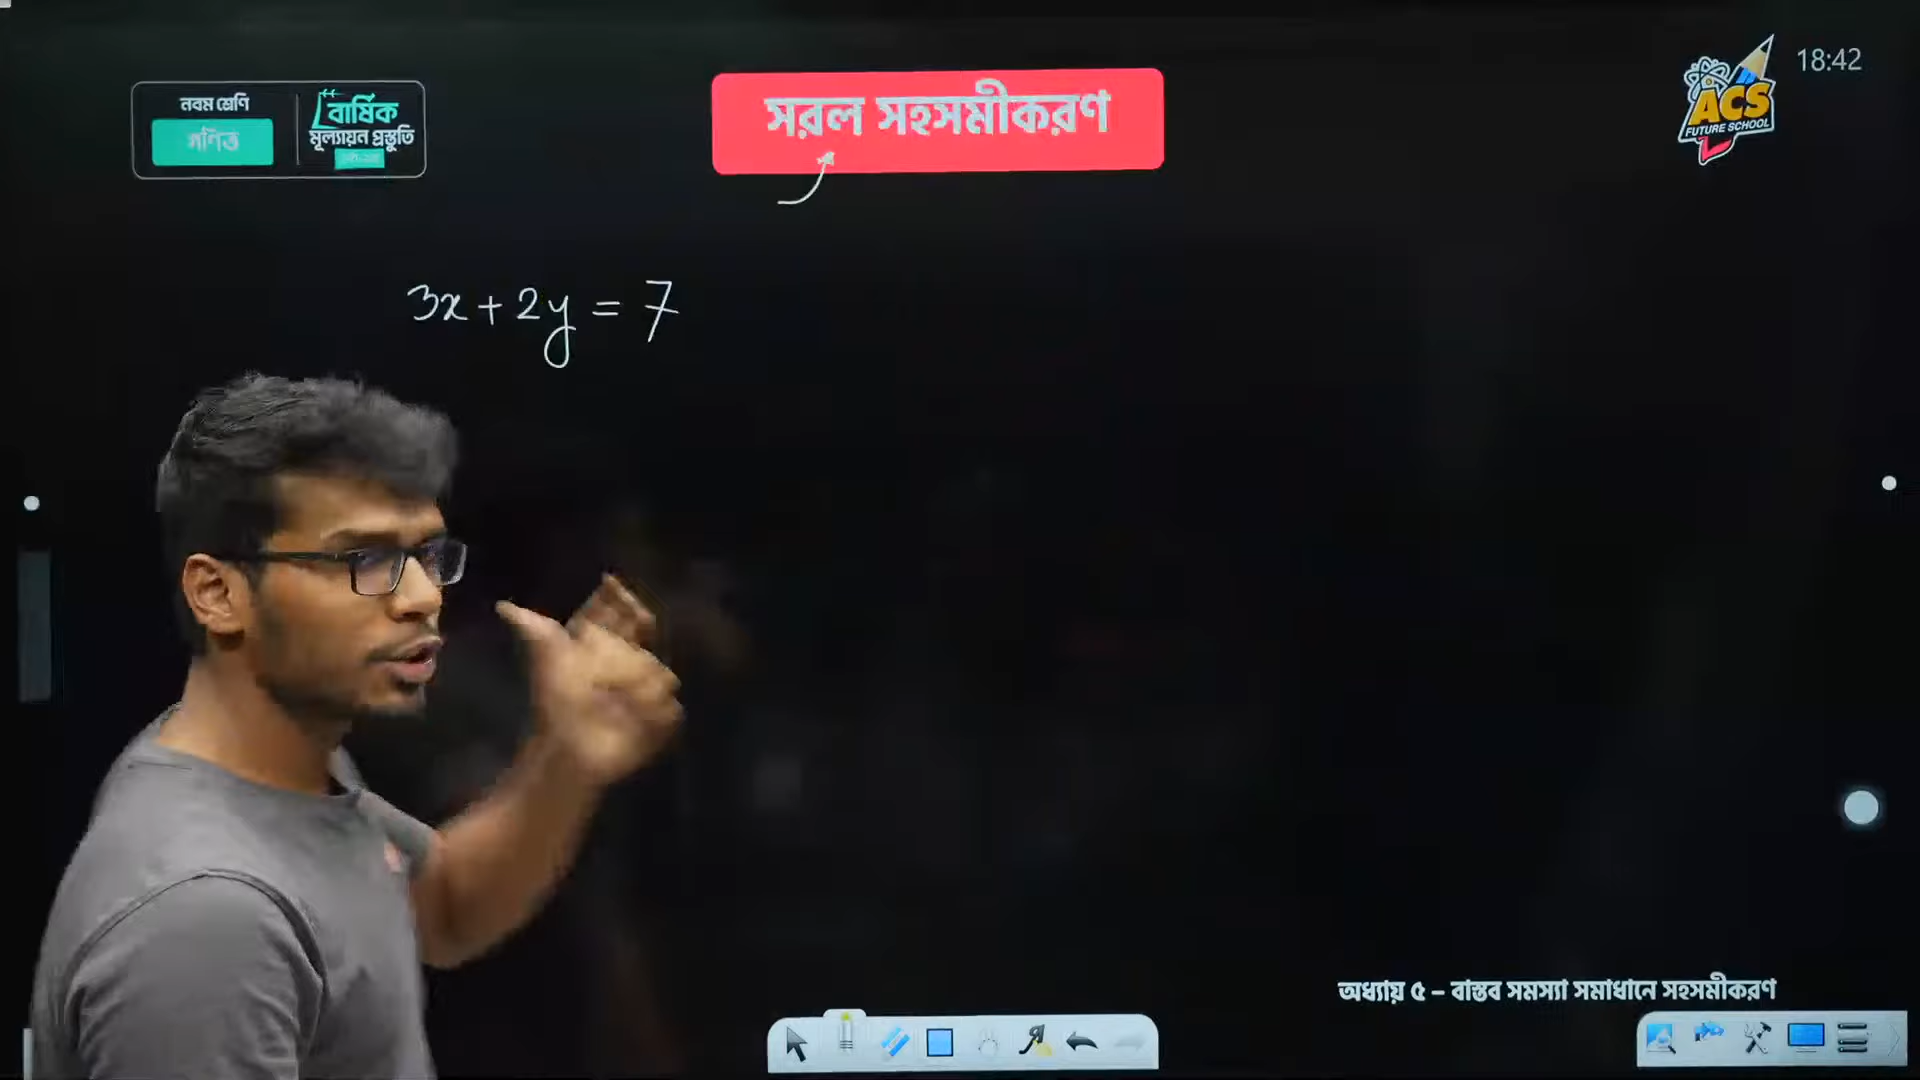 নবম শ্রেণি
গণিত
বার্ষিক
মূল্যায়ন প্রস্তুতি
সরল সহসমীকরণ
ACS
FUTURE SCHOOL
18:42
3x + 2y = 7
অধ্যায় ৫ – বাস্তব সমস্যা সমাধানে সহসমীকরণ